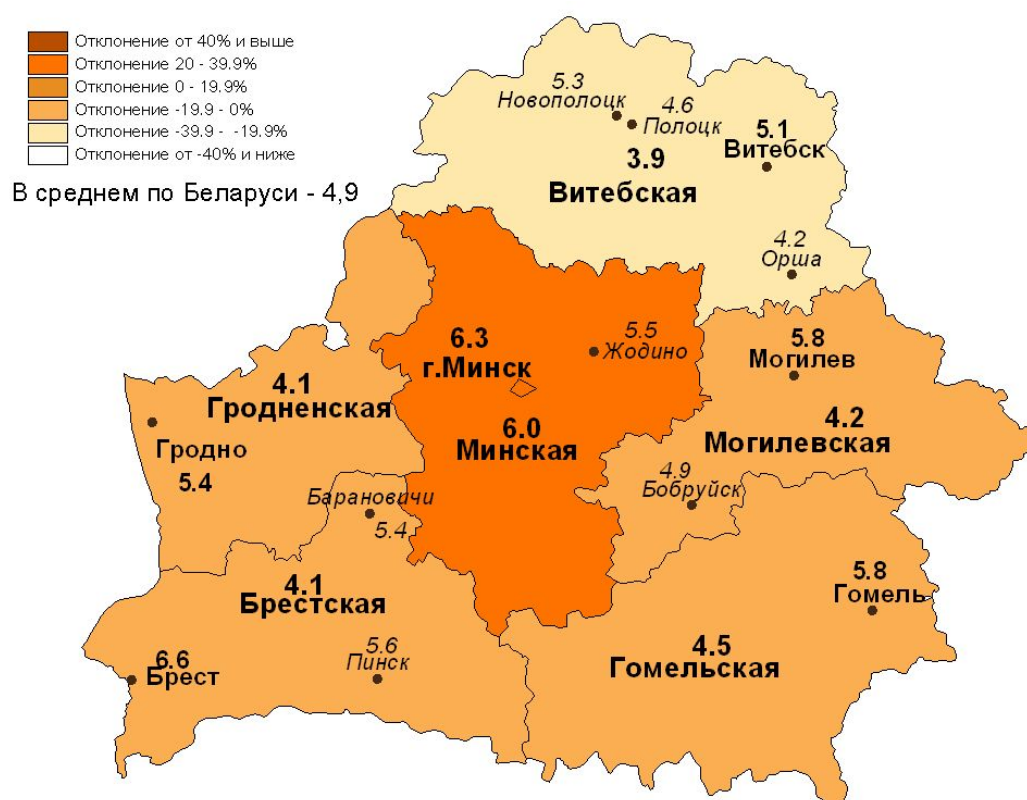 Отклонение от 40% и выше
Отклонение 20 - 39.9%
Отклонение 0 - 19.9%
Отклонение -19.9 - 0%
Отклонение -39.9 - -19.9%
Отклонение от -40% и ниже
В среднем по Беларуси - 4,9
5.3
Новополоцк
4.6
Полоцк
5.1
Витебск
3.9
Витебская
4.2
Орша
6.3
г.Минск
5.5
Жодино
5.8
Могилев
4.1
Гродненская
6.0
Минская
4.2
Могилевская
Гродно
5.4
4.9
Бобруйск
Барановичи
5.4
4.1
Брестская
5.8
Гомель
6.6
Брест
5.6
Пинск
4.5
Гомельская